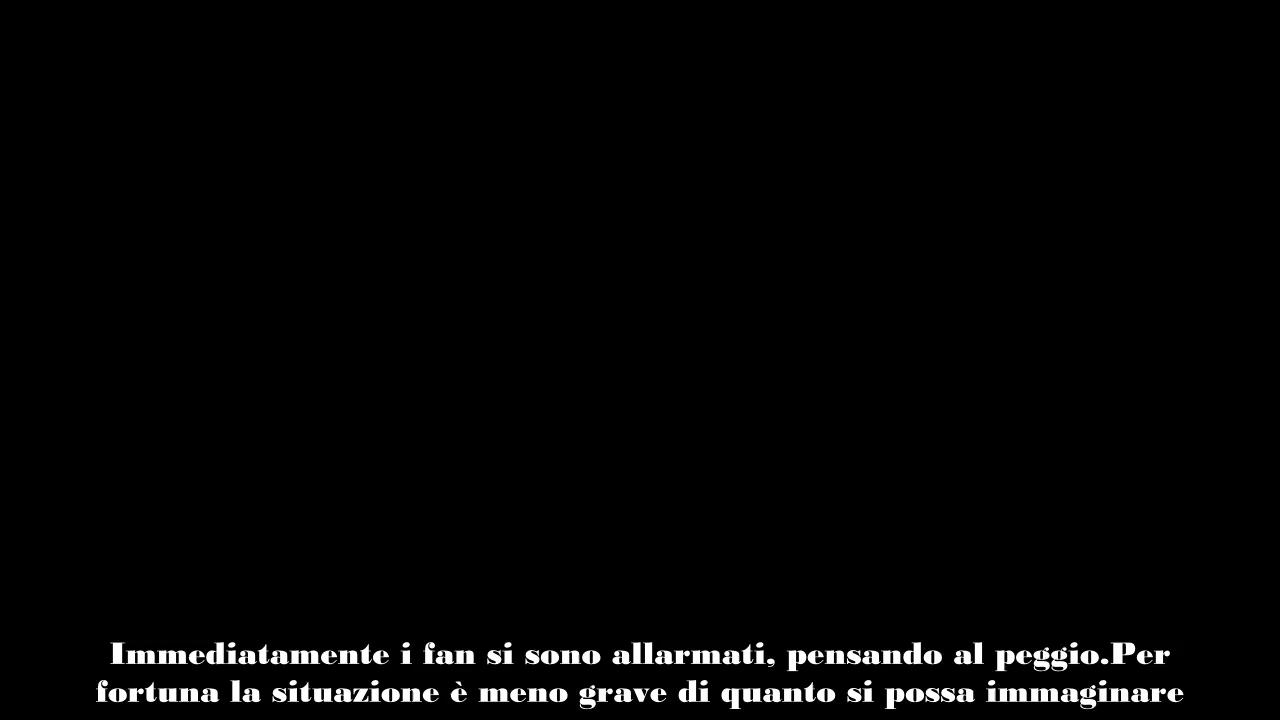 Immediatamente i fan si sono allarmati, pensando al peggio.Per
fortuna la situazione è meno grave di quanto si possa immaginare